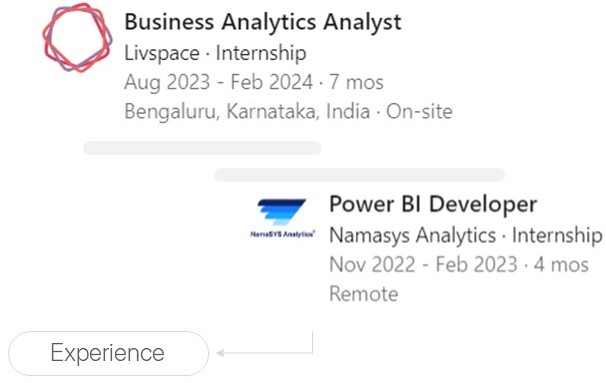 Business Analytics Analyst
Livspace · Internship
Aug 2023 - Feb 2024 · 7 mos
Bengaluru, Karnataka, India · On-site
Power BI Developer
NamaSYS Analytics®
Namasys Analytics · Internship
Nov 2022 - Feb 2023 · 4 mos
Remote
Experience